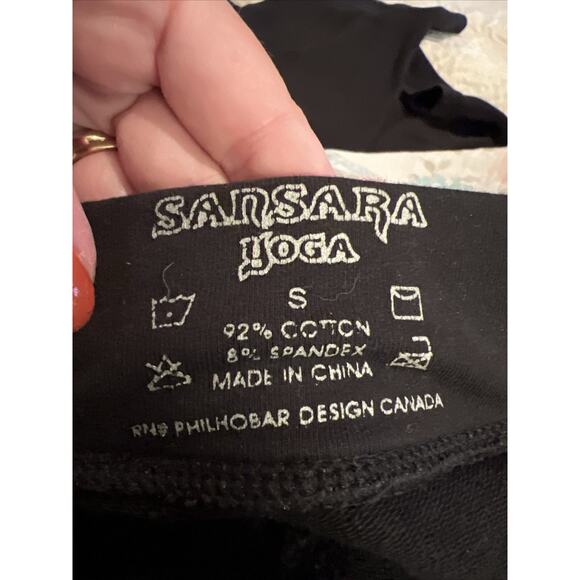 SANSARA
YOGA
S
92% COTTON
8% SPANDEX
MADE IN CHINA
RN# PHILHOBAR DESIGN CANADA